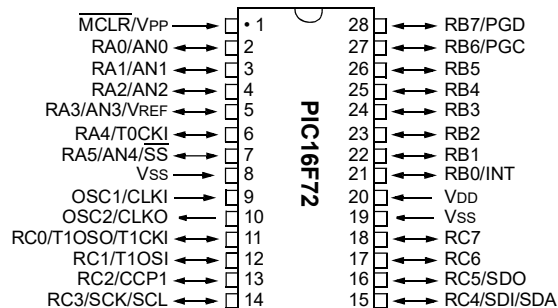 MCLR/VPP • 1 28 RB7/PGD
RA0/AN0 2 27 RB6/PGC
RA1/AN1 3 26 RB5
RA2/AN2 4 25 RB4
RA3/AN3/VREF 5 24 RB3
RA4/T0CKI 6 23 RB2
RA5/AN4/SS 7 22 RB1
VSS 8 21 RB0/INT
OSC1/CLKI 9 20 VDD
OSC2/CLKO 10 19 VSS
RC0/T1OSO/T1CKI 11 18 RC7
RC1/T1OSI 12 17 RC6
RC2/CCP1 13 16 RC5/SDO
RC3/SCK/SCL 14 15 RC4/SDI/SDA
PIC16F72